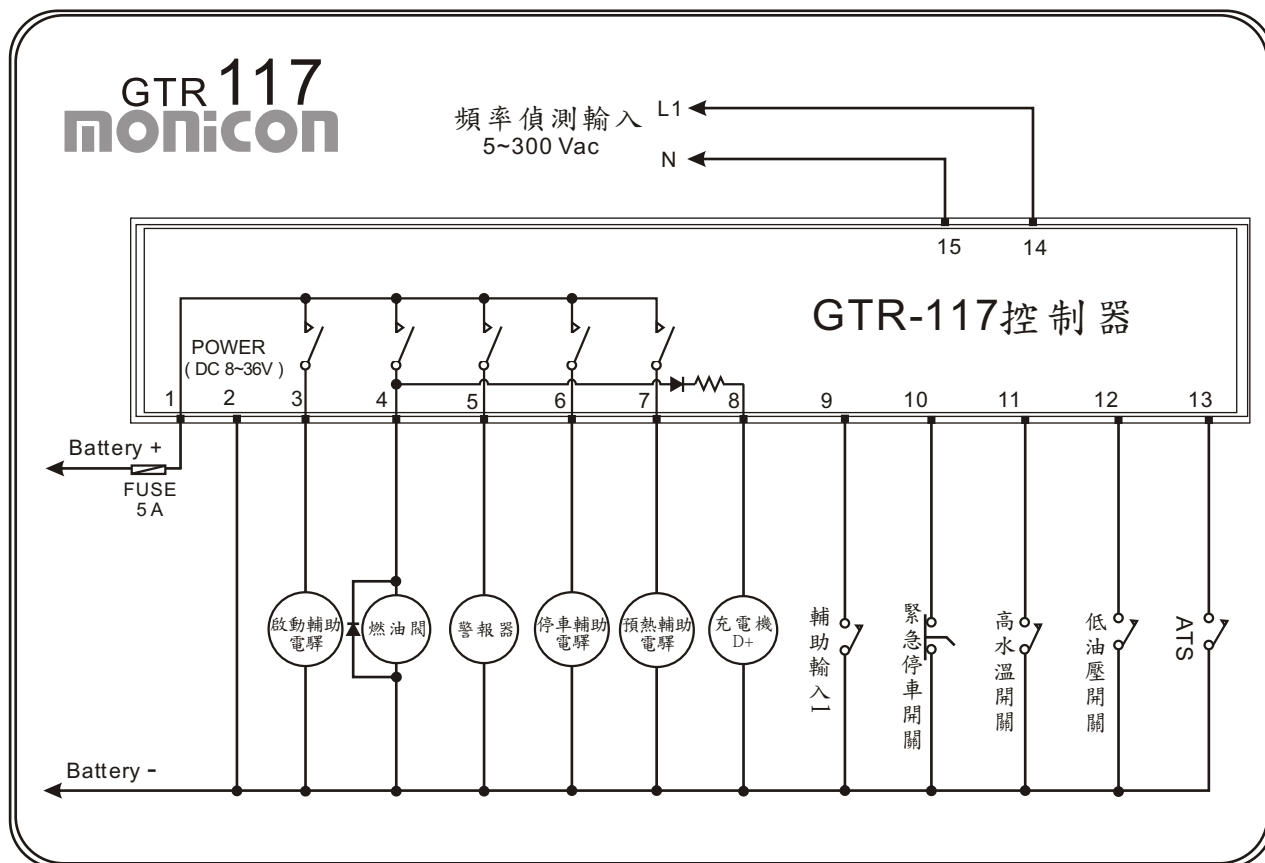 GTR 117
monicon
頻率偵測輸入
5~300 Vac
L1
N
15
14
GTR-117控制器
POWER
( DC 8~36V )
1
2
3
4
5
6
7
8
9
10
11
12
13
Battery +
FUSE
5A
啟動輔助
電驛
燃油閥
警報器
停車輔助
電驛
預熱輔助
電驛
充電機
D+
輔助輸入1
緊急停車開關
高水溫開關
低油壓開關
ATS
Battery -